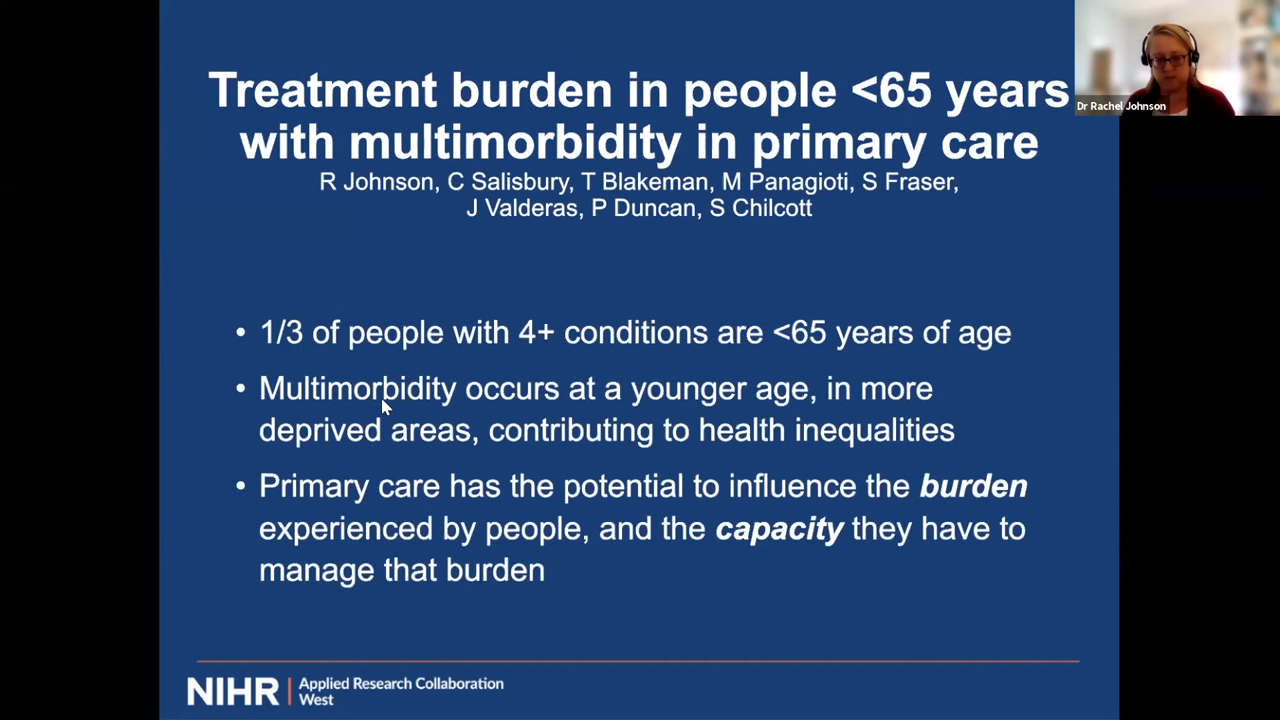 Treatment burden in people <65 years
with multimorbidity in primary care
R Johnson, C Salisbury, T Blakeman, M Panagioti, S Fraser,
J Valderas, P Duncan, S Chilcott
Dr Rachel Johnson
• 1/3 of people with 4+ conditions are <65 years of age
• Multimorbidity occurs at a younger age, in more
deprived areas, contributing to health inequalities
• Primary care has the potential to influence the burden
experienced by people, and the capacity they have to
manage that burden
NIHR | Applied Research Collaboration
West